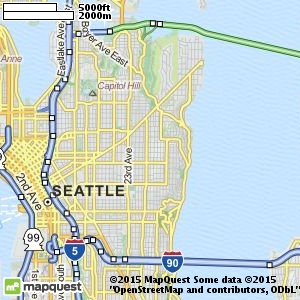 5000ft
2000m
Eastlake Ave.
Boyer Ave East
Anne
Capitol Hill
23rd Ave
2nd Ave
SEATTLE
99
5
90
mapquest
©2015 MapQuest Some data ©2015
"OpenStreetMap and contributors, ODbL"